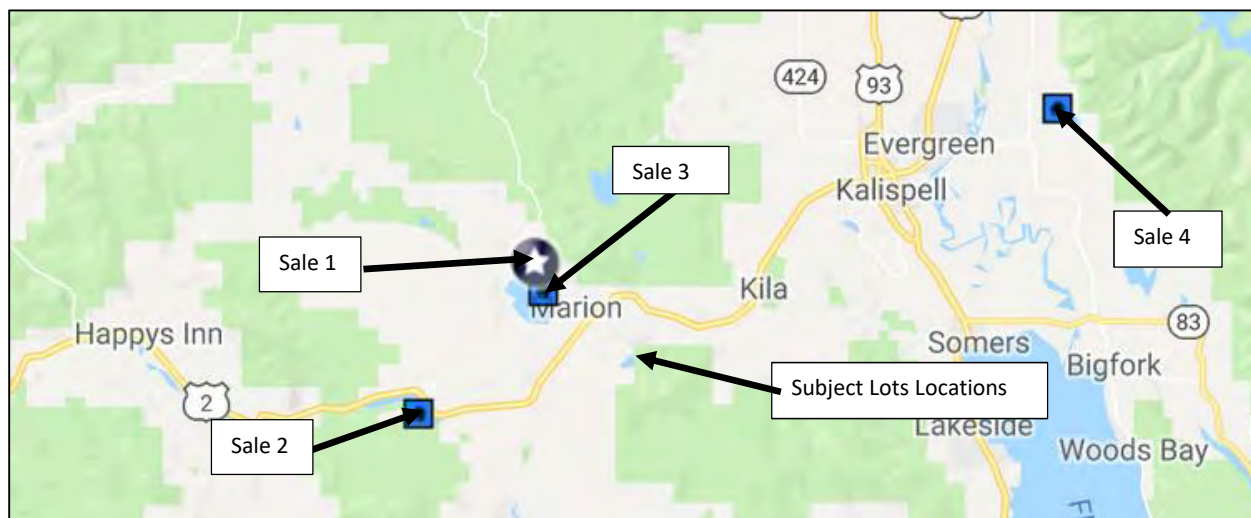 424
93
Evergreen
Kalispell
Sale 3
Sale 4
Sale 1
Marion
Kila
Happys Inn
83
Somers
Bigfork
2
Subject Lots Locations
Sale 2
Lakeside
Woods Bay